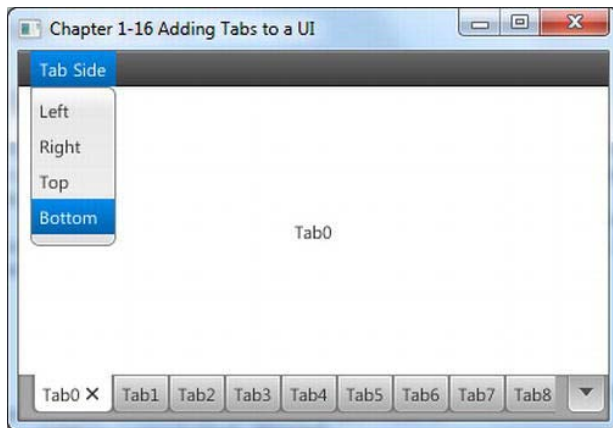 Chapter 1-16 Adding Tabs to a UI
Tab Side
Left
Right
Top
Bottom
Tab0
Tab0 Tab1 Tab2 Tab3 Tab4 Tab5 Tab6 Tab7 Tab8